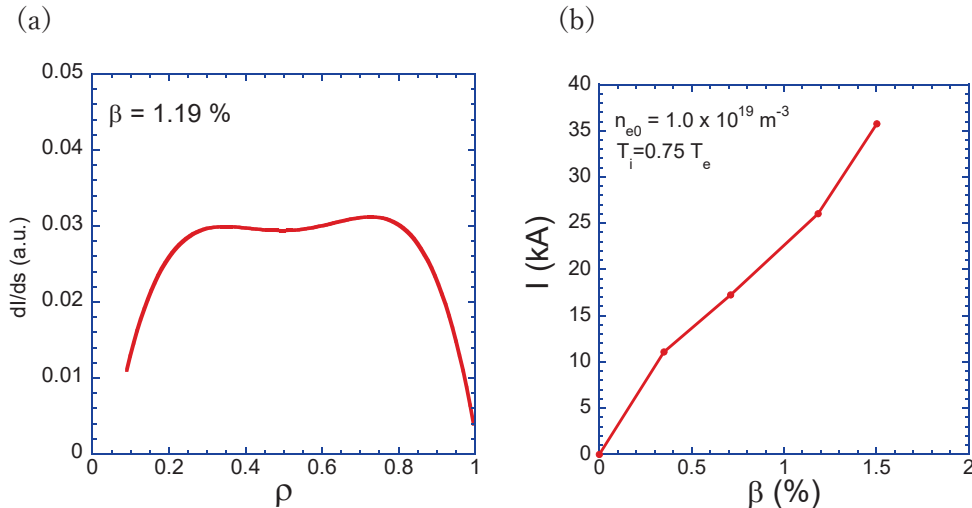 (a)
(b)
0.05
0.04
0.03
0.02
0.01
0
dI/ds (a.u.)
β = 1.19 %
0 0.2 0.4 0.6 0.8 1
ρ
40
35
30
25
20
15
10
5
0
I (kA)
n_e0 = 1.0 x 10^19 m^-3
T_i=0.75 T_e
0 0.5 1 1.5 2
β (%)